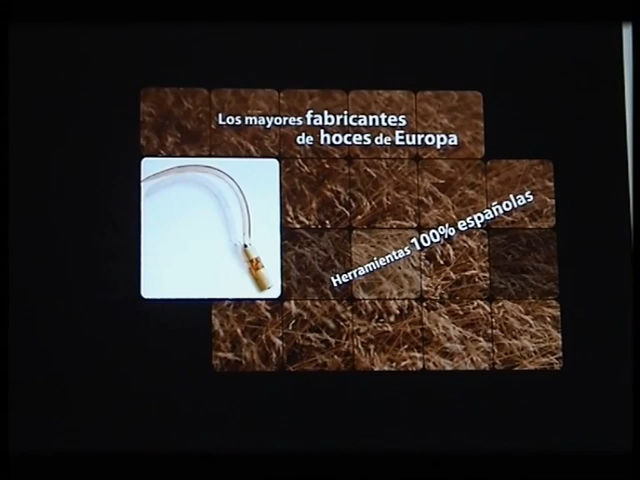 Los mayores fabricantes
de hoces de Europa
Herramientas 100% españolas